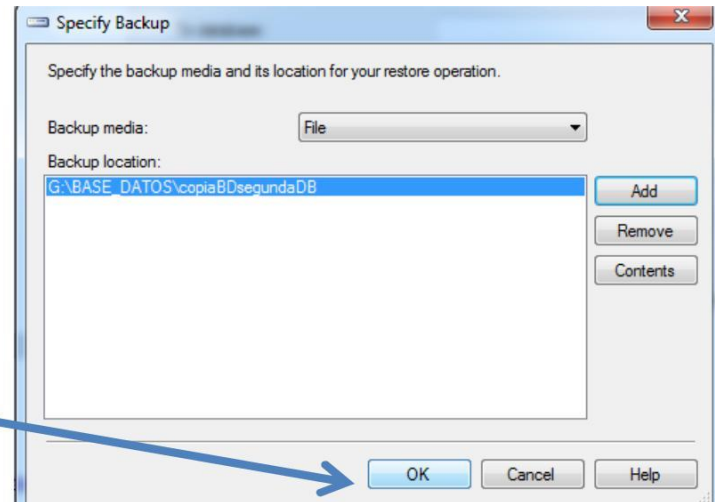 Specify Backup
Specify the backup media and its location for your restore operation.
Backup media:
File
Backup location:
G:\BASE_DATOS\copiaBDsegundaDB
Add
Remove
Contents
OK
Cancel
Help